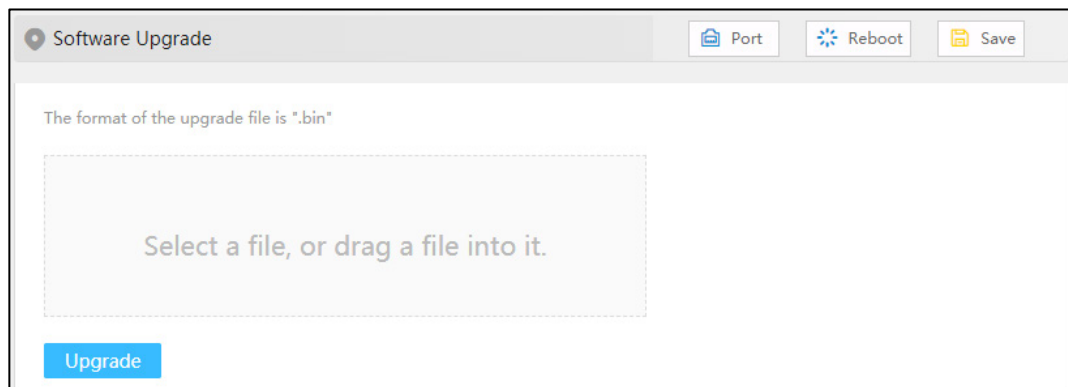 Software Upgrade
Port
Reboot
Save
The format of the upgrade file is ".bin"
Select a file, or drag a file into it.
Upgrade